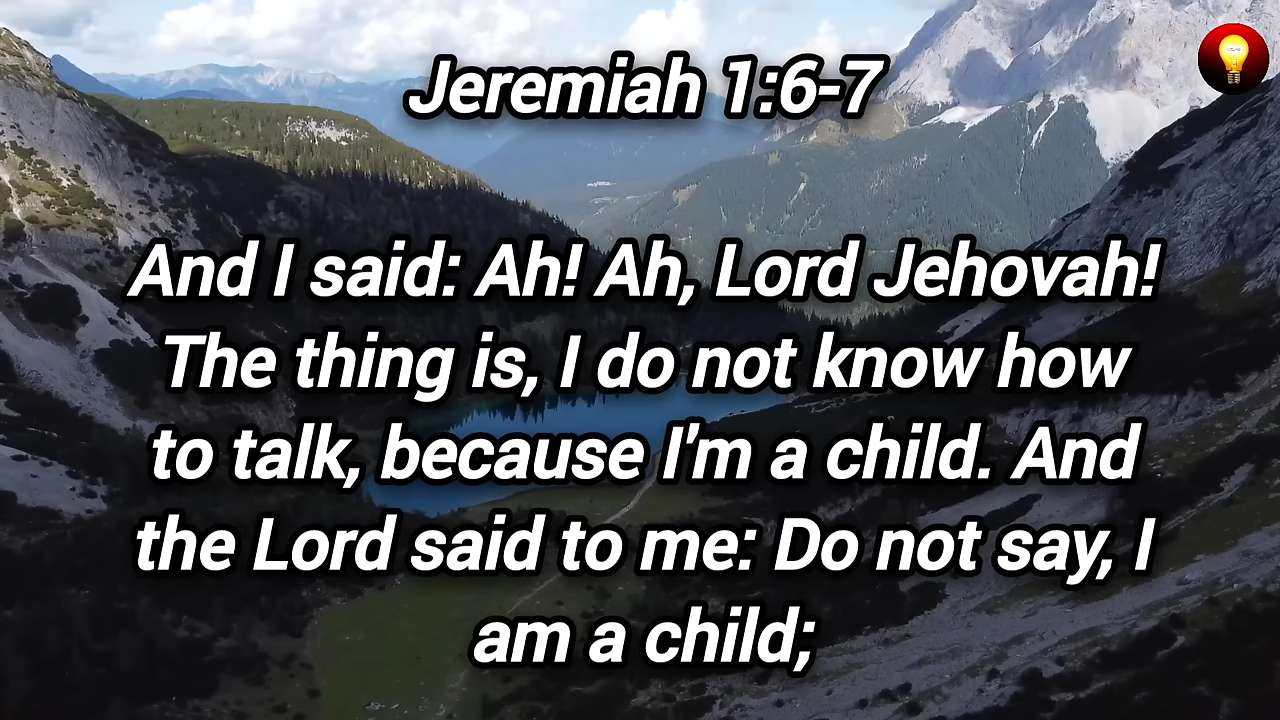 Jeremiah 1:6-7
And I said: Ah! Ah, Lord Jehovah!
The thing is, I do not know how
to talk, because I'm a child. And
the Lord said to me: Do not say, I
am a child;